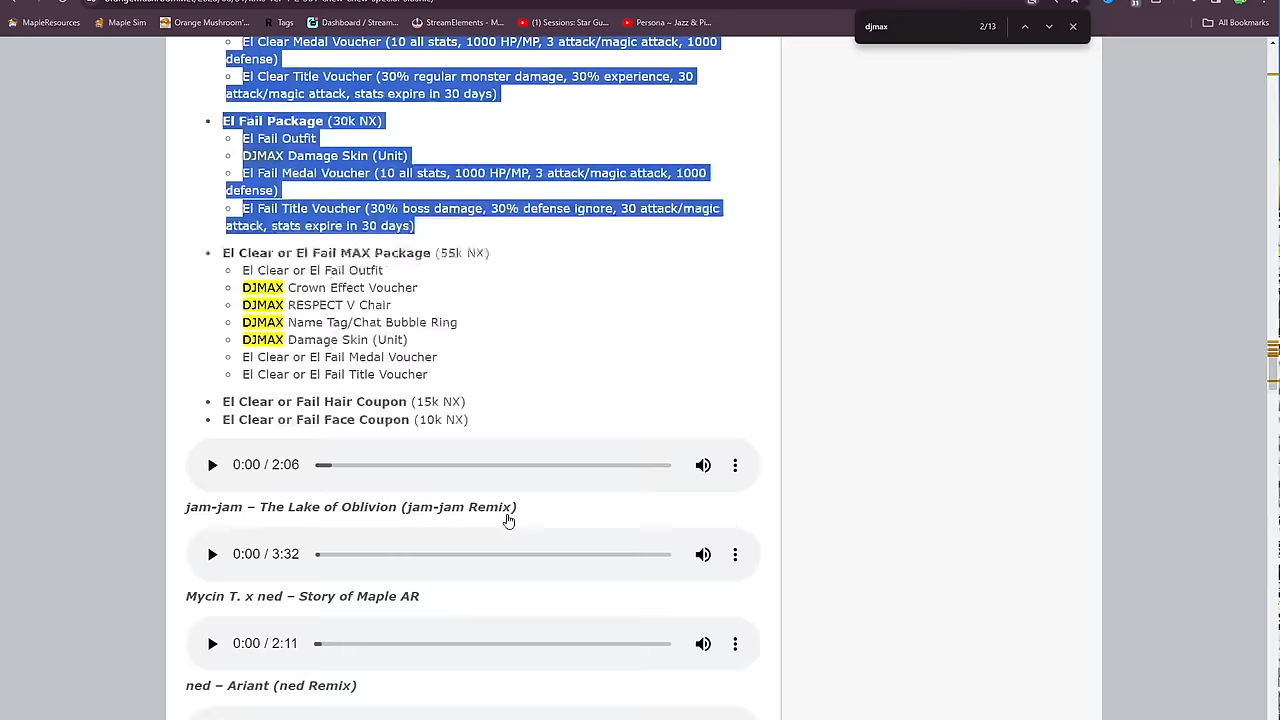 MapleResources
Maple Sim
Orange Mushroom'...
Tags
Dashboard / Stream...
StreamElements - M...
(1) Sessions: Star Gu...
Persona ~ Jazz & Pi...
All Bookmarks
djmax
2/13
El Clear Medal Voucher (10 all stats, 1000 HP/MP, 3 attack/magic attack, 1000
defense)
El Clear Title Voucher (30% regular monster damage, 30% experience, 30
attack/magic attack, stats expire in 30 days)
El Fail Package (30k NX)
El Fail Outfit
DJMAX Damage Skin (Unit)
El Fail Medal Voucher (10 all stats, 1000 HP/MP, 3 attack/magic attack, 1000
defense)
El Fail Title Voucher (30% boss damage, 30% defense ignore, 30 attack/magic
attack, stats expire in 30 days)
El Clear or El Fail MAX Package (55k NX)
El Clear or El Fail Outfit
DJMAX Crown Effect Voucher
DJMAX RESPECT V Chair
DJMAX Name Tag/Chat Bubble Ring
DJMAX Damage Skin (Unit)
El Clear or El Fail Medal Voucher
El Clear or El Fail Title Voucher
El Clear or Fail Hair Coupon (15k NX)
El Clear or Fail Face Coupon (10k NX)
0:00 / 2:06
jam-jam – The Lake of Oblivion (jam-jam Remix)
0:00 / 3:32
Mycin T. x ned – Story of Maple AR
0:00 / 2:11
ned – Ariant (ned Remix)